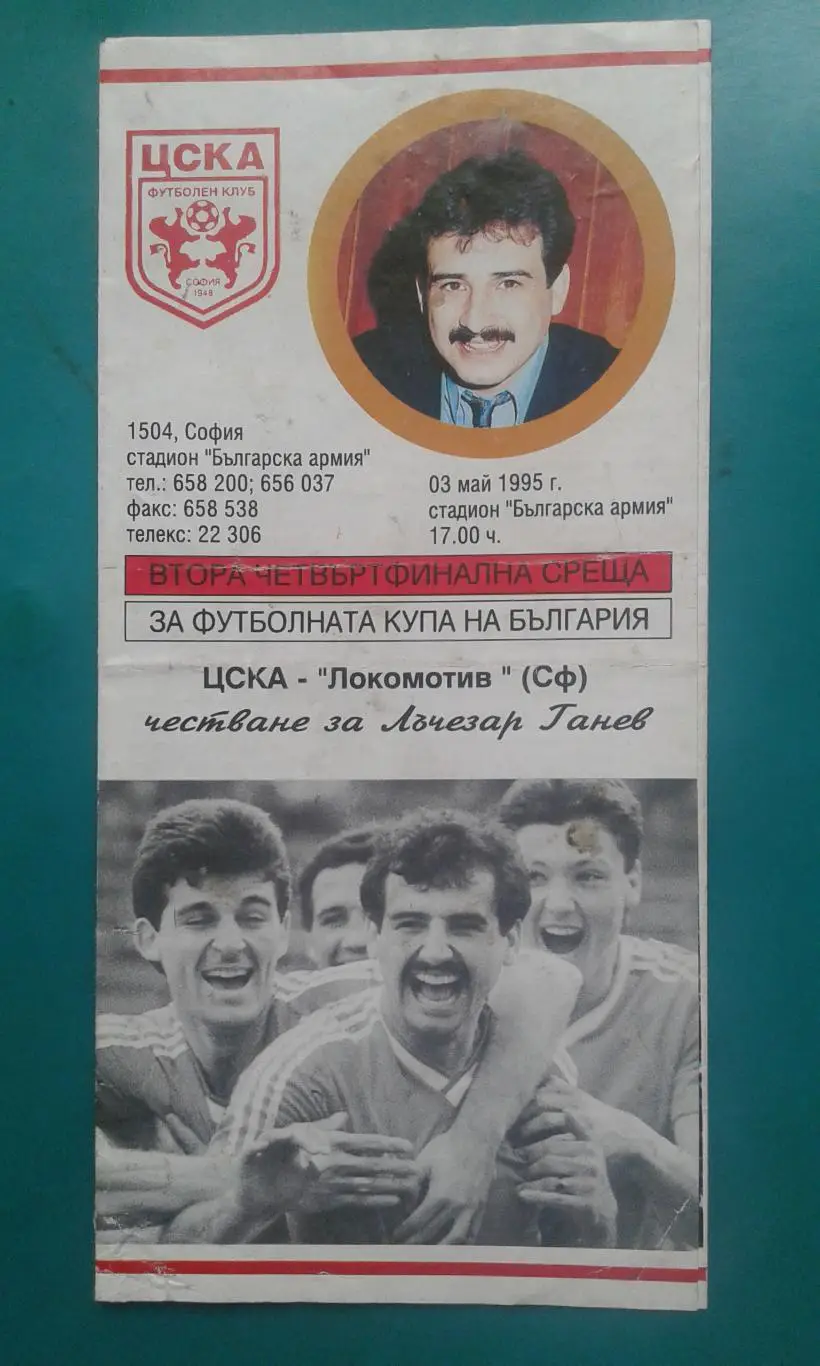 ЦСКА
ФУТБОЛЕН КЛУБ
СОФИЯ
1948
1504, София
стадион "Българска армия"
тел.: 658 200; 656 037
факс: 658 538
телекс: 22 306
03 май 1995 г.
стадион "Българска армия"
17.00 ч.
ВТОРА ЧЕТВЪРТФИНАЛНА СРЕЩА
ЗА ФУТБОЛНАТА КУПА НА БЪЛГАРИЯ
ЦСКА - "Локомотив " (Сф)
честване за Лъчезар Ганев